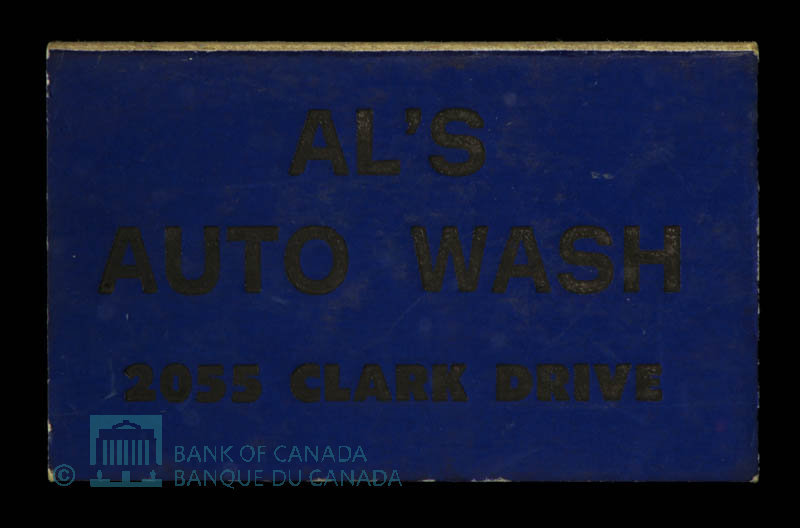 AL'S
AUTO WASH
2055 CLARK DRIVE
© BANK OF CANADA
BANQUE DU CANADA